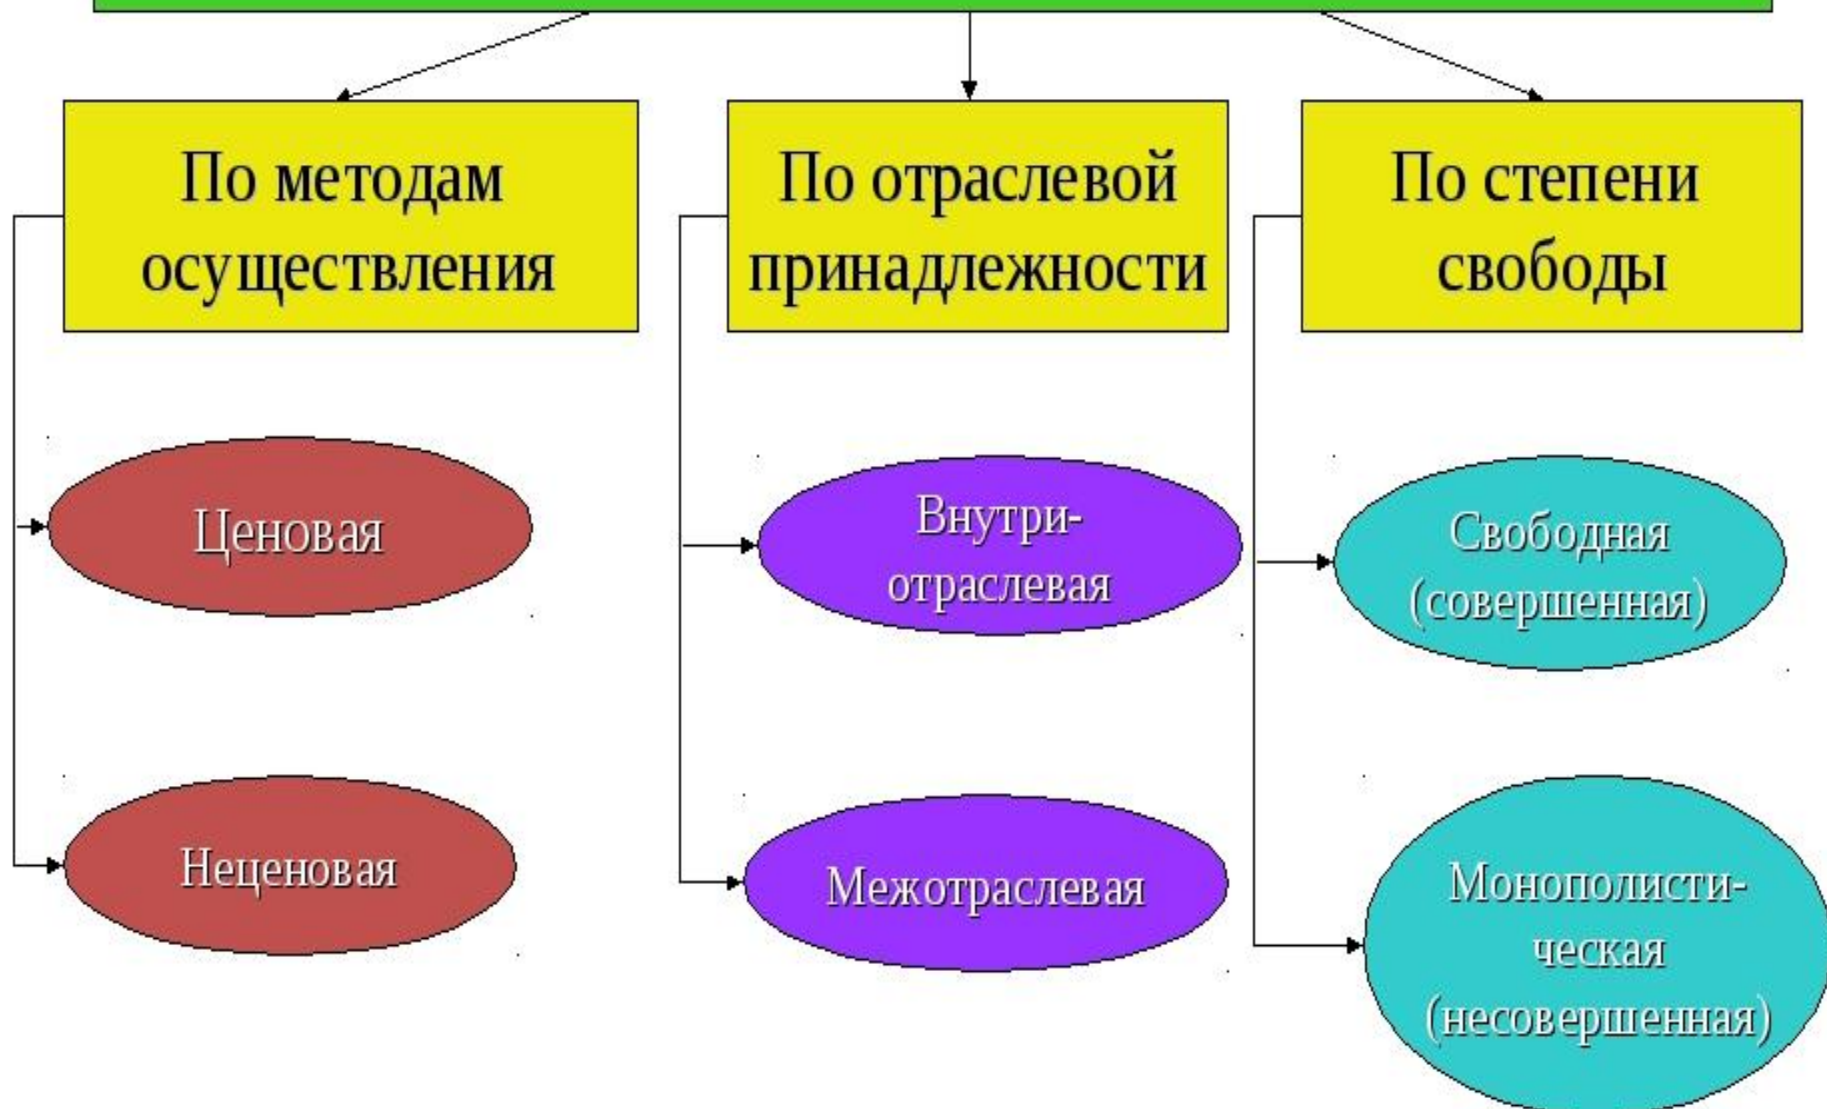 По методам
осуществления
По отраслевой
принадлежности
По степени
свободы
Ценовая
Внутри-
отраслевая
Свободная
(совершенная)
Неценовая
Межотраслевая
Монополисти-
ческая
(несовершенная)